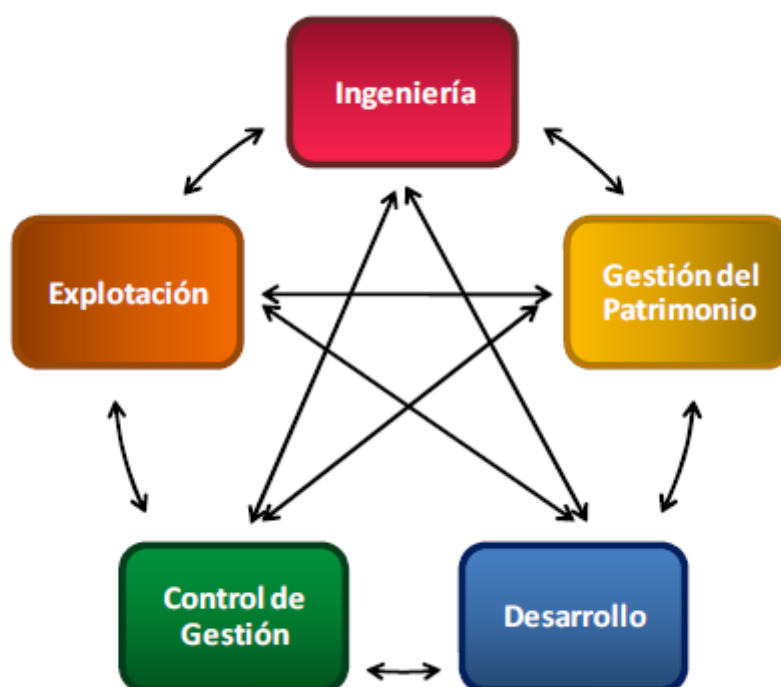 Ingeniería
Explotación
Gestión del
Patrimonio
Control de
Gestión
Desarrollo